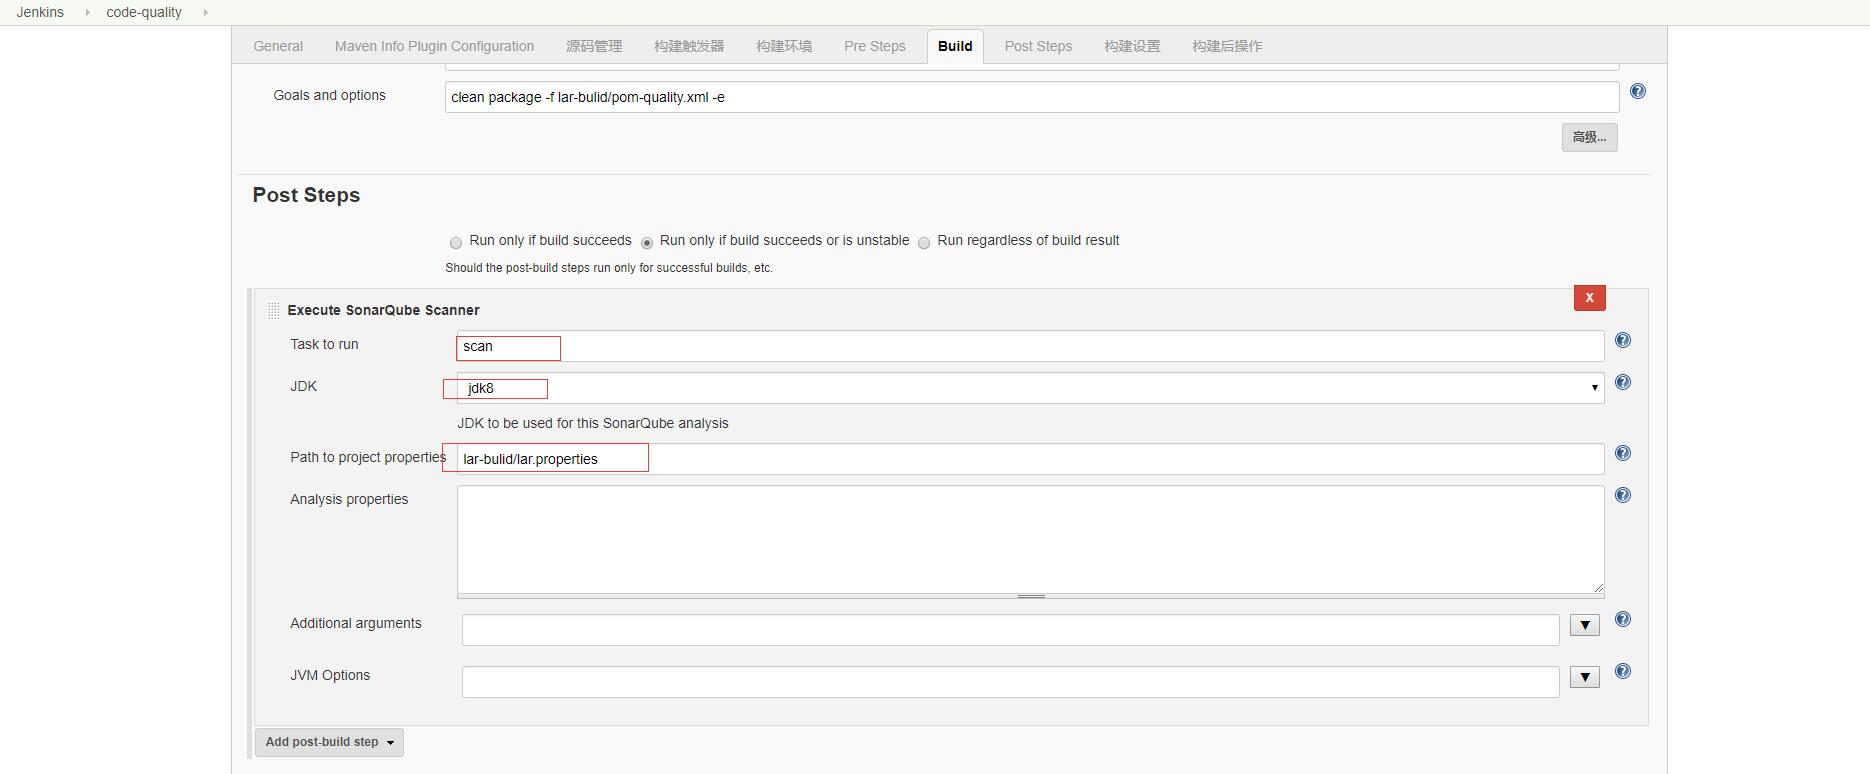 Jenkins code-quality
General Maven Info Plugin Configuration 源码管理 构建触发器 构建环境 Pre Steps Build Post Steps 构建设置 构建后操作
Goals and options clean package -f lar-bulid/pom-quality.xml -e
高级...
Post Steps
Run only if build succeeds Run only if build succeeds or is unstable Run regardless of build result
Should the post-build steps run only for successful builds, etc.
X
Execute SonarQube Scanner
Task to run scan
JDK jdk8
JDK to be used for this SonarQube analysis
Path to project properties lar-bulid/lar.properties
Analysis properties
Additional arguments
JVM Options
Add post-build step